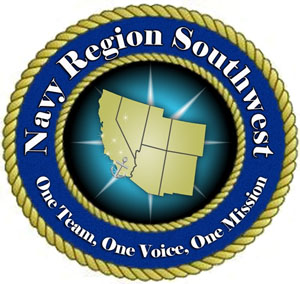 Navy Region Southwest
One Team, One Voice, One Mission